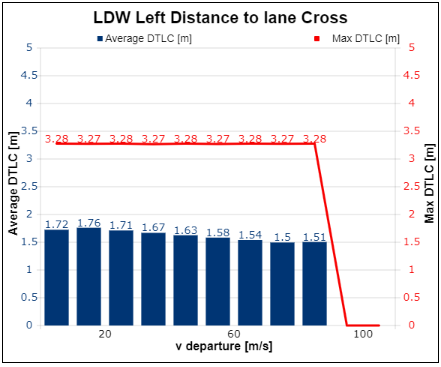 LDW Left Distance to lane Cross
Average DTLC [m] Max DTLC [m]
5 5
4.5 4.5
4 4
3.5 3.5
3.28 3.27 3.28 3.27 3.28 3.27 3.28 3.27 3.28
3 3
2.5 2.5
2 2
1.72 1.76 1.71 1.67 1.63 1.58 1.54 1.5 1.51
1.5 1.5
1 1
0.5 0.5
0 0
20 60 100
v departure [m/s]
Average DTLC [m]
Max DTLC [m]